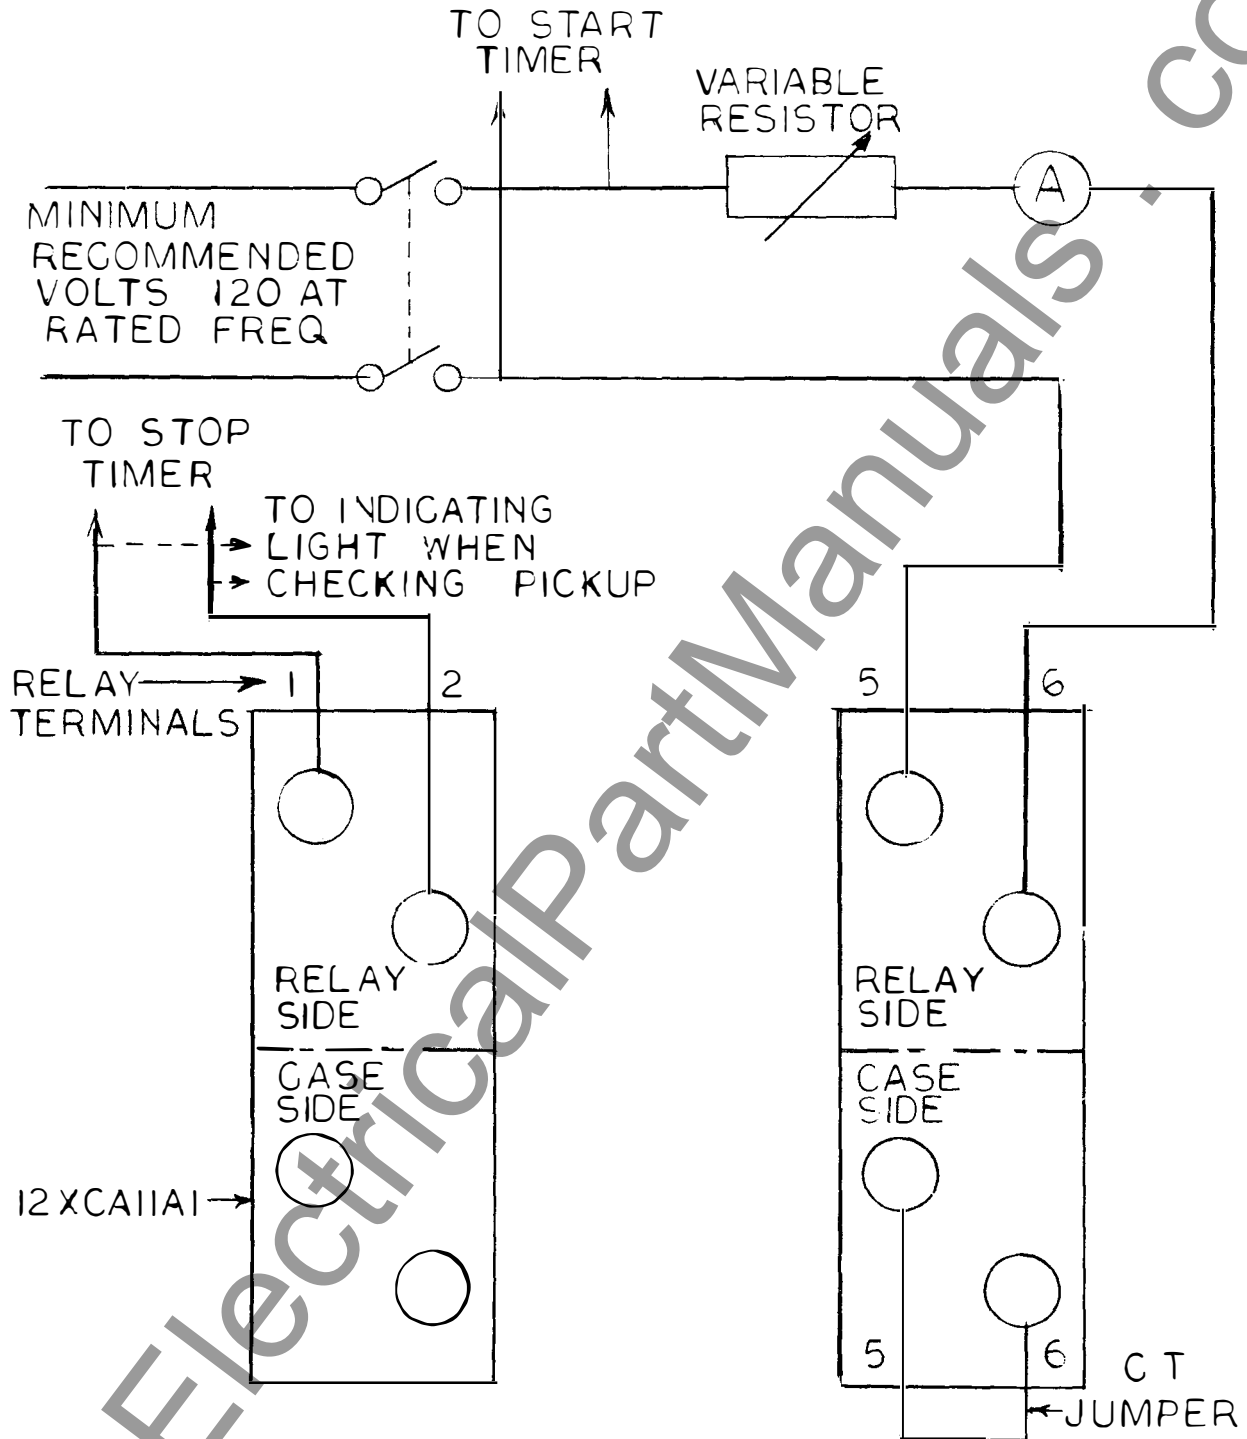 TO START
TIMER
VARIABLE
RESISTOR
A
MINIMUM
RECOMMENDED
VOLTS 120 AT
RATED FREQ
TO STOP
TIMER
TO INDICATING
LIGHT WHEN
CHECKING PICKUP
RELAY
TERMINALS
1
2
5
6
RELAY
SIDE
CASE
SIDE
RELAY
SIDE
CASE
SIDE
12XCA11A1
5
6
CT
JUMPER
ElectricalPartManuals . co